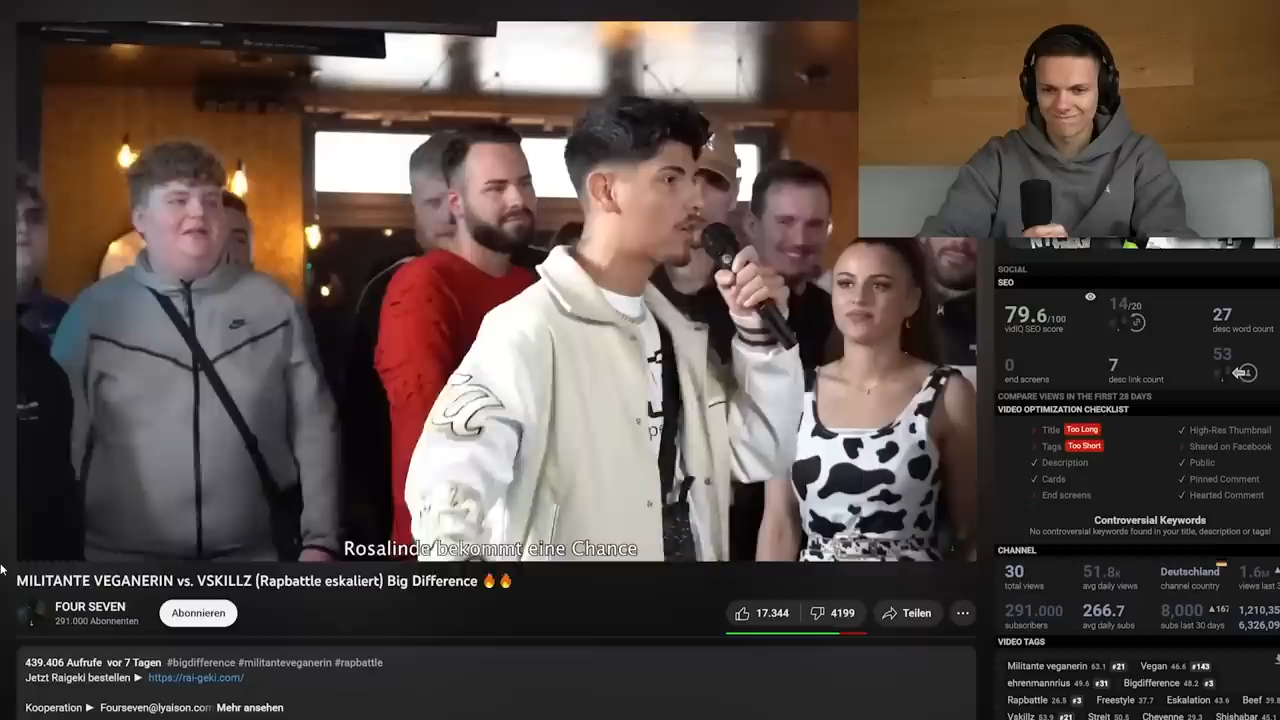 Rosalinde bekommt eine Chance
MILITANTE VEGANERIN vs. VSKILLZ (Rapbattle eskaliert) Big Difference 🔥🔥
FOUR SEVEN
291.000 Abonnenten
Abonnieren
17.344
4199
Teilen
439.406 Aufrufe vor 7 Tagen #bigdifference #militanteveganerin #rapbattle
Jetzt Raigeki bestellen ► https://rai-geki.com/
Kooperation ► Fourseven@lyaison.com Mehr ansehen
SOCIAL
SEO
79.6/100
vidIQ SEO score
14/20
27
desc word count
0
end screens
7
desc link count
53
COMPARE VIEWS IN THE FIRST 28 DAYS
VIDEO OPTIMIZATION CHECKLIST
Title Too Long
High-Res Thumbnail
Tags Too Short
Shared on Facebook
Description
Public
Cards
Pinned Comment
End screens
Hearted Comment
Controversial Keywords
No controversial keywords found in your title, description or tags!
CHANNEL
30
total views
51.8K
avg daily views
Deutschland
channel country
1.6M
views last
291.000
subscribers
266.7
avg daily subs
8,000 ▲167
subs last 30 days
1,210,35
6,326,09
VIDEO TAGS
Militante veganerin 63.1 #21
Vegan 46.6 #143
ehrenmannrius 49.6 #31
Bigdifference 48.2 #3
Rapbattle 26.5 #3
Freestyle 37.7
Eskalation 43.6
Beef 39.
Vskillz 53.9 #21
Streit 50.5
Cheyenne 29.3
Shishabar